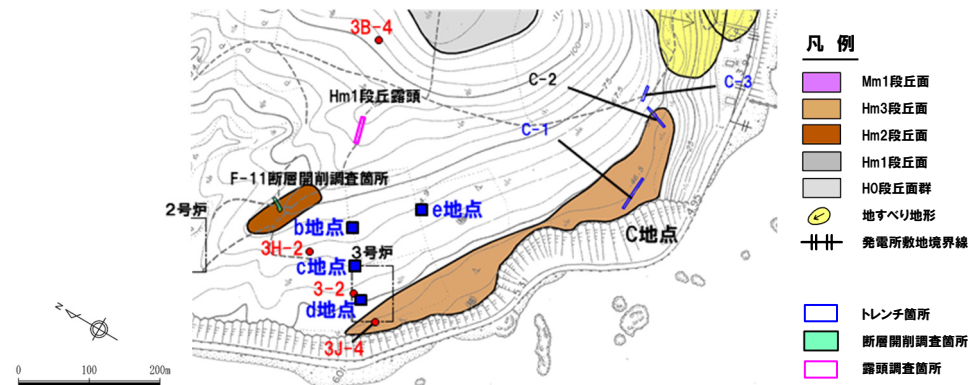 3B-4
C-2
C-3
Hm1段丘露頭
C-1
F-11断層開削調査箇所
2号炉
e地点
b地点
C地点
3H-2
3号炉
c地点
3-2
d地点
3J-4
N
0 100 200m
凡 例
Mm1段丘面
Hm3段丘面
Hm2段丘面
Hm1段丘面
H0段丘面群
地すべり地形
発電所敷地境界線
トレンチ箇所
断層開削調査箇所
露頭調査箇所